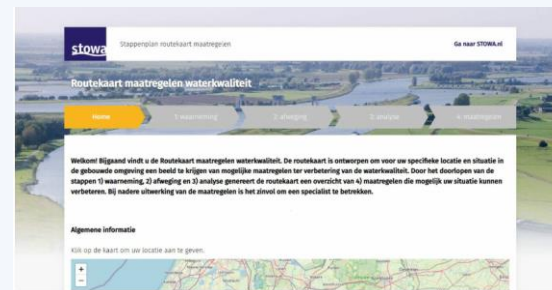 stowa
Stappenplan routekaart maatregelen
Ga naar STOWA.nl
Routekaart maatregelen waterkwaliteit
Home
1: waarneming
2: afweging
3: analyse
4: maatregelen
Welkom! Bijgaand vindt u de Routekaart maatregelen waterkwaliteit. De routekaart is ontworpen om voor uw specifieke locatie en situatie in
de gebouwde omgeving een beeld te krijgen van mogelijke maatregelen ter verbetering van de waterkwaliteit. Door het doorlopen van de
stappen 1) waarneming, 2) afweging en 3) analyse genereert de routekaart een overzicht van 4) maatregelen die mogelijk uw situatie kunnen
verbeteren. Bij nadere uitwerking van de maatregelen is het zinvol om een specialist te betrekken.
Algemene informatie
Klik op de kaart om uw locatie aan te geven.
+
−